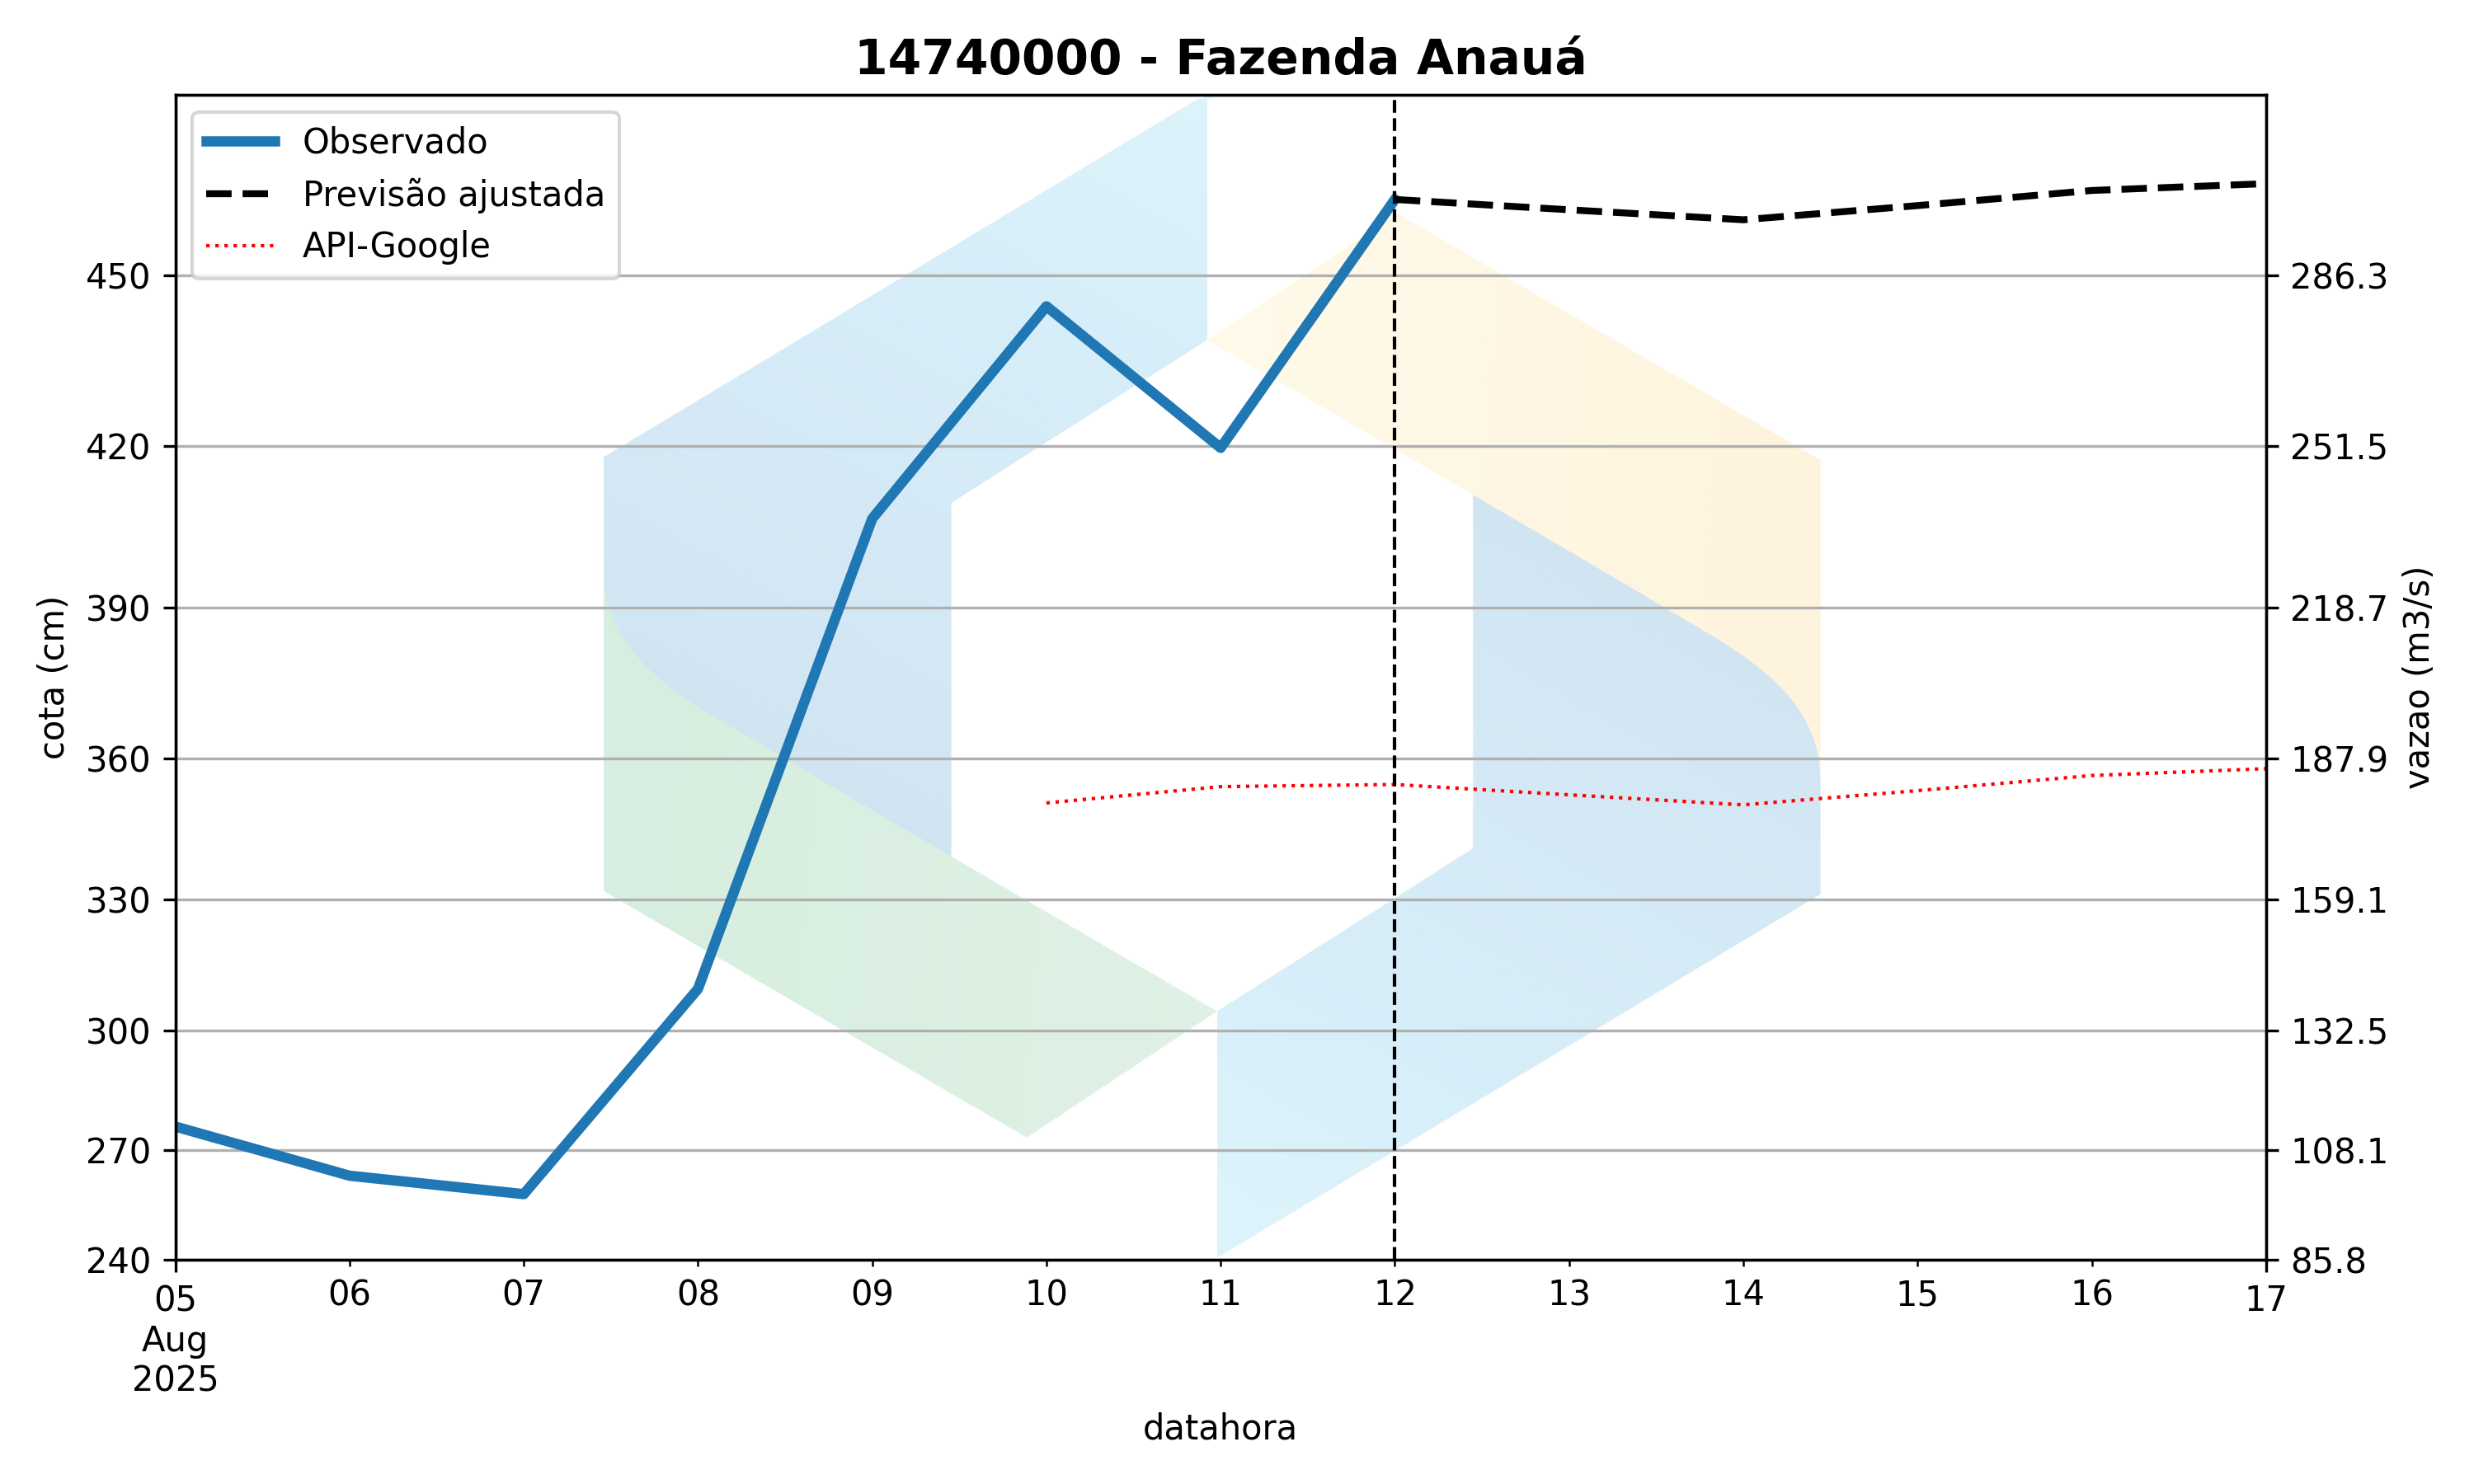 14740000 - Fazenda Anauá
Observado
Previsão ajustada
API-Google
cota (cm)
450
420
390
360
330
300
270
240
286.3
251.5
218.7
187.9
159.1
132.5
108.1
85.8
vazao (m3/s)
05 06 07 08 09 10 11 12 13 14 15 16 17
Aug
2025
datahora